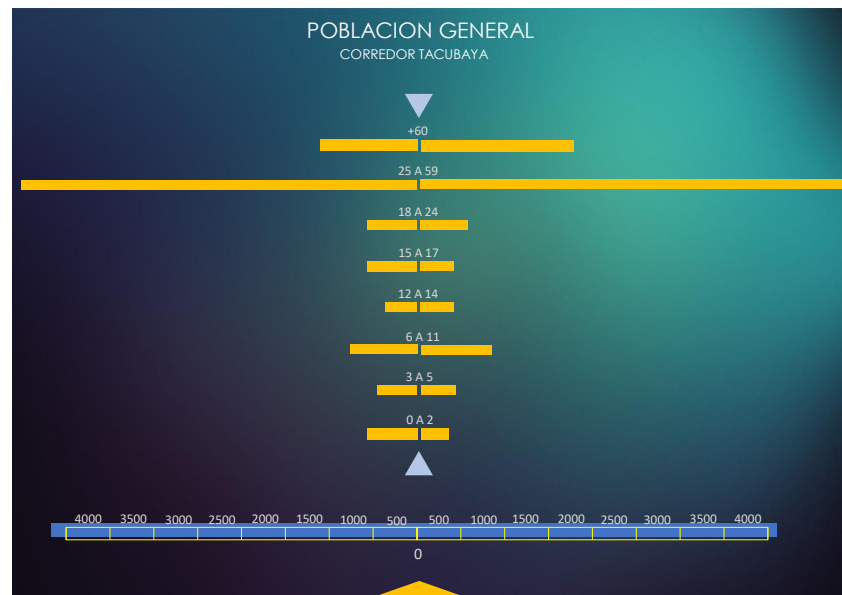 POBLACION GENERAL
CORREDOR TACUBAYA
+60
25 A 59
18 A 24
15 A 17
12 A 14
6 A 11
3 A 5
0 A 2
4000 3500 3000 2500 2000 1500 1000 500 500 1000 1500 2000 2500 3000 3500 4000
0